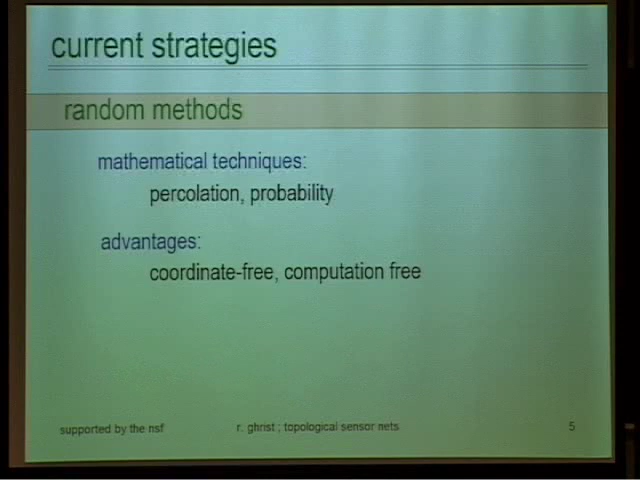 current strategies
random methods
mathematical techniques:
percolation, probability
advantages:
coordinate-free, computation free
supported by the nsf
r. ghrist ; topological sensor nets
5